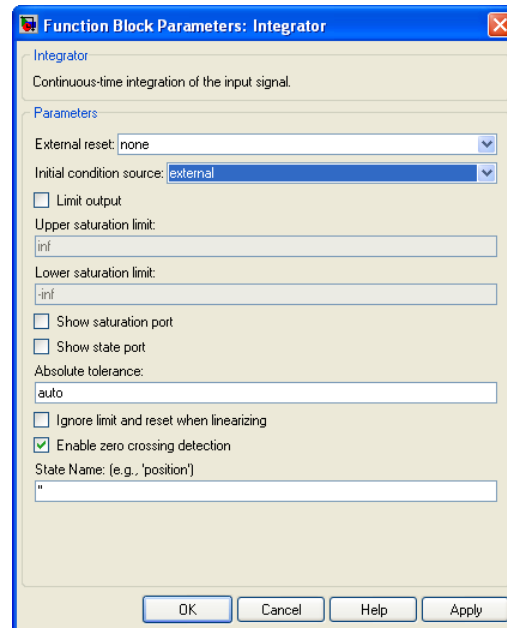 Function Block Parameters: Integrator
Integrator
Continuous-time integration of the input signal.
Parameters
External reset: none
Initial condition source: external
Limit output
Upper saturation limit:
inf
Lower saturation limit:
-inf
Show saturation port
Show state port
Absolute tolerance:
auto
Ignore limit and reset when linearizing
Enable zero crossing detection
State Name: (e.g., 'position')
''
OK Cancel Help Apply